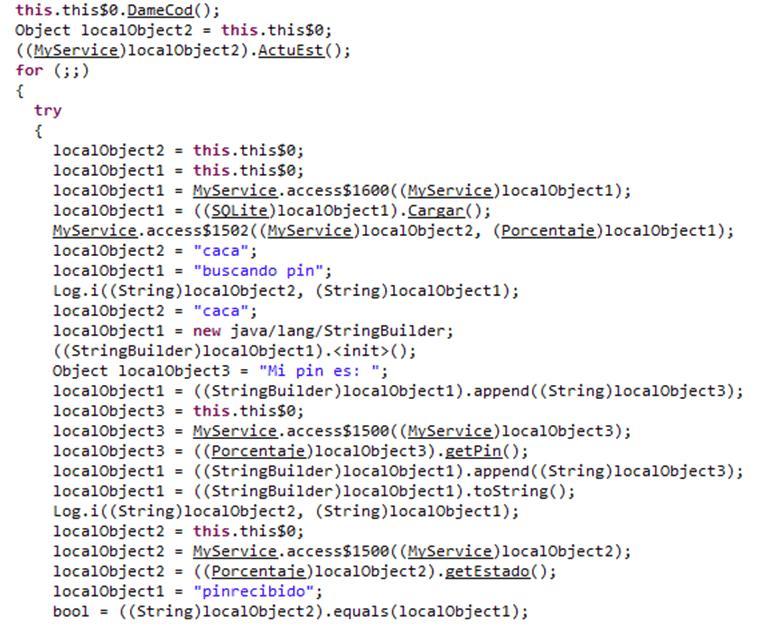 this.this$0.DameCod();
Object localObject2 = this.this$0;
((MyService)localObject2).ActuEst();
for (;;)
{
try
{
localObject2 = this.this$0;
localObject1 = this.this$0;
localObject1 = MyService.access$1600((MyService)localObject1);
localObject1 = ((SQLite)localObject1).Cargar();
MyService.access$1502((MyService)localObject2, (Porcentaje)localObject1);
localObject2 = "caca";
localObject1 = "buscando pin";
Log.i((String)localObject2, (String)localObject1);
localObject2 = "caca";
localObject1 = new java/lang/StringBuilder;
((StringBuilder)localObject1).<init>();
Object localObject3 = "Mi pin es: ";
localObject1 = ((StringBuilder)localObject1).append((String)localObject3);
localObject3 = this.this$0;
localObject3 = MyService.access$1500((MyService)localObject3);
localObject3 = ((Porcentaje)localObject3).getPin();
localObject1 = ((StringBuilder)localObject1).append((String)localObject3);
localObject1 = ((StringBuilder)localObject1).toString();
Log.i((String)localObject2, (String)localObject1);
localObject2 = this.this$0;
localObject2 = MyService.access$1500((MyService)localObject2);
localObject2 = ((Porcentaje)localObject2).getEstado();
localObject1 = "pinrecibido";
bool = ((String)localObject2).equals(localObject1);